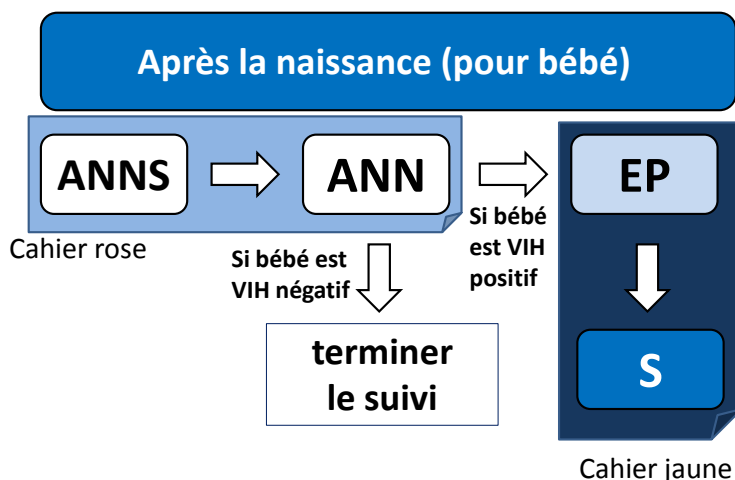 Après la naissance (pour bébé)
ANNS
ANN
EP
Cahier rose
Si bébé est
VIH négatif
Si bébé
est VIH
positif
terminer
le suivi
S
Cahier jaune